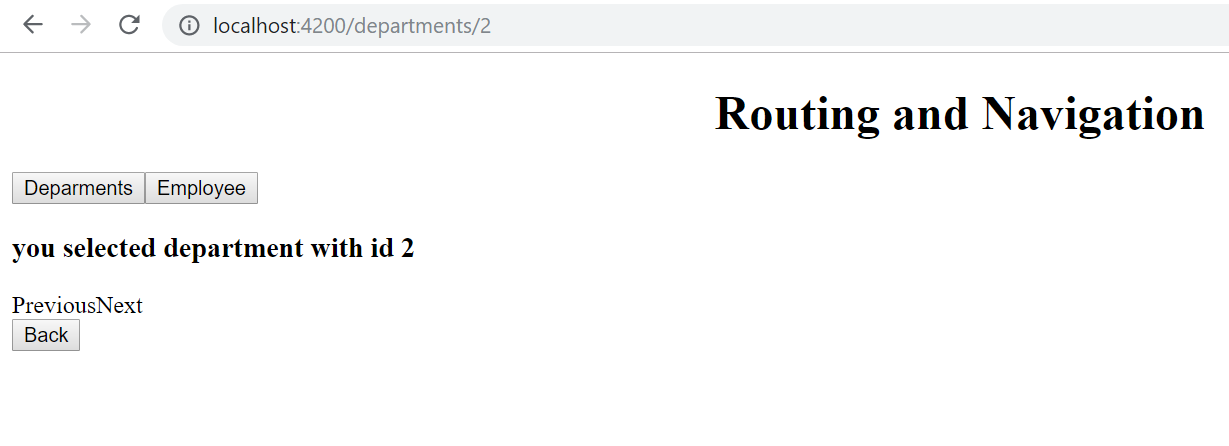 localhost:4200/departments/2
Routing and Navigation
Deparments Employee
you selected department with id 2
PreviousNext
Back